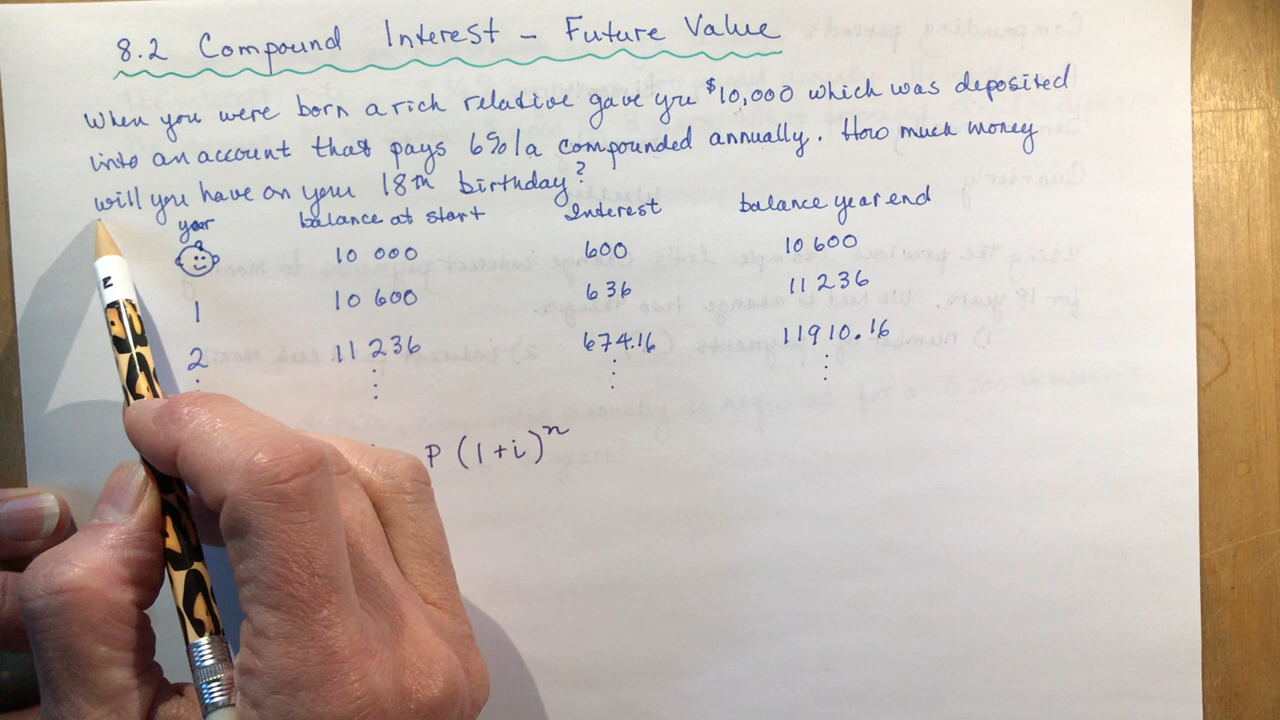 8.2 Compound Interest - Future Value
When you were born a rich relative gave you $10,000 which was deposited
into an account that pays 6%/a compounded annually. How much money
will you have on your 18th birthday?
year balance at start Interest balance year end
10 000 600 10 600
1 10 600 636 11 236
2 11 236 674.16 11910.16
P (1+i)^n
N